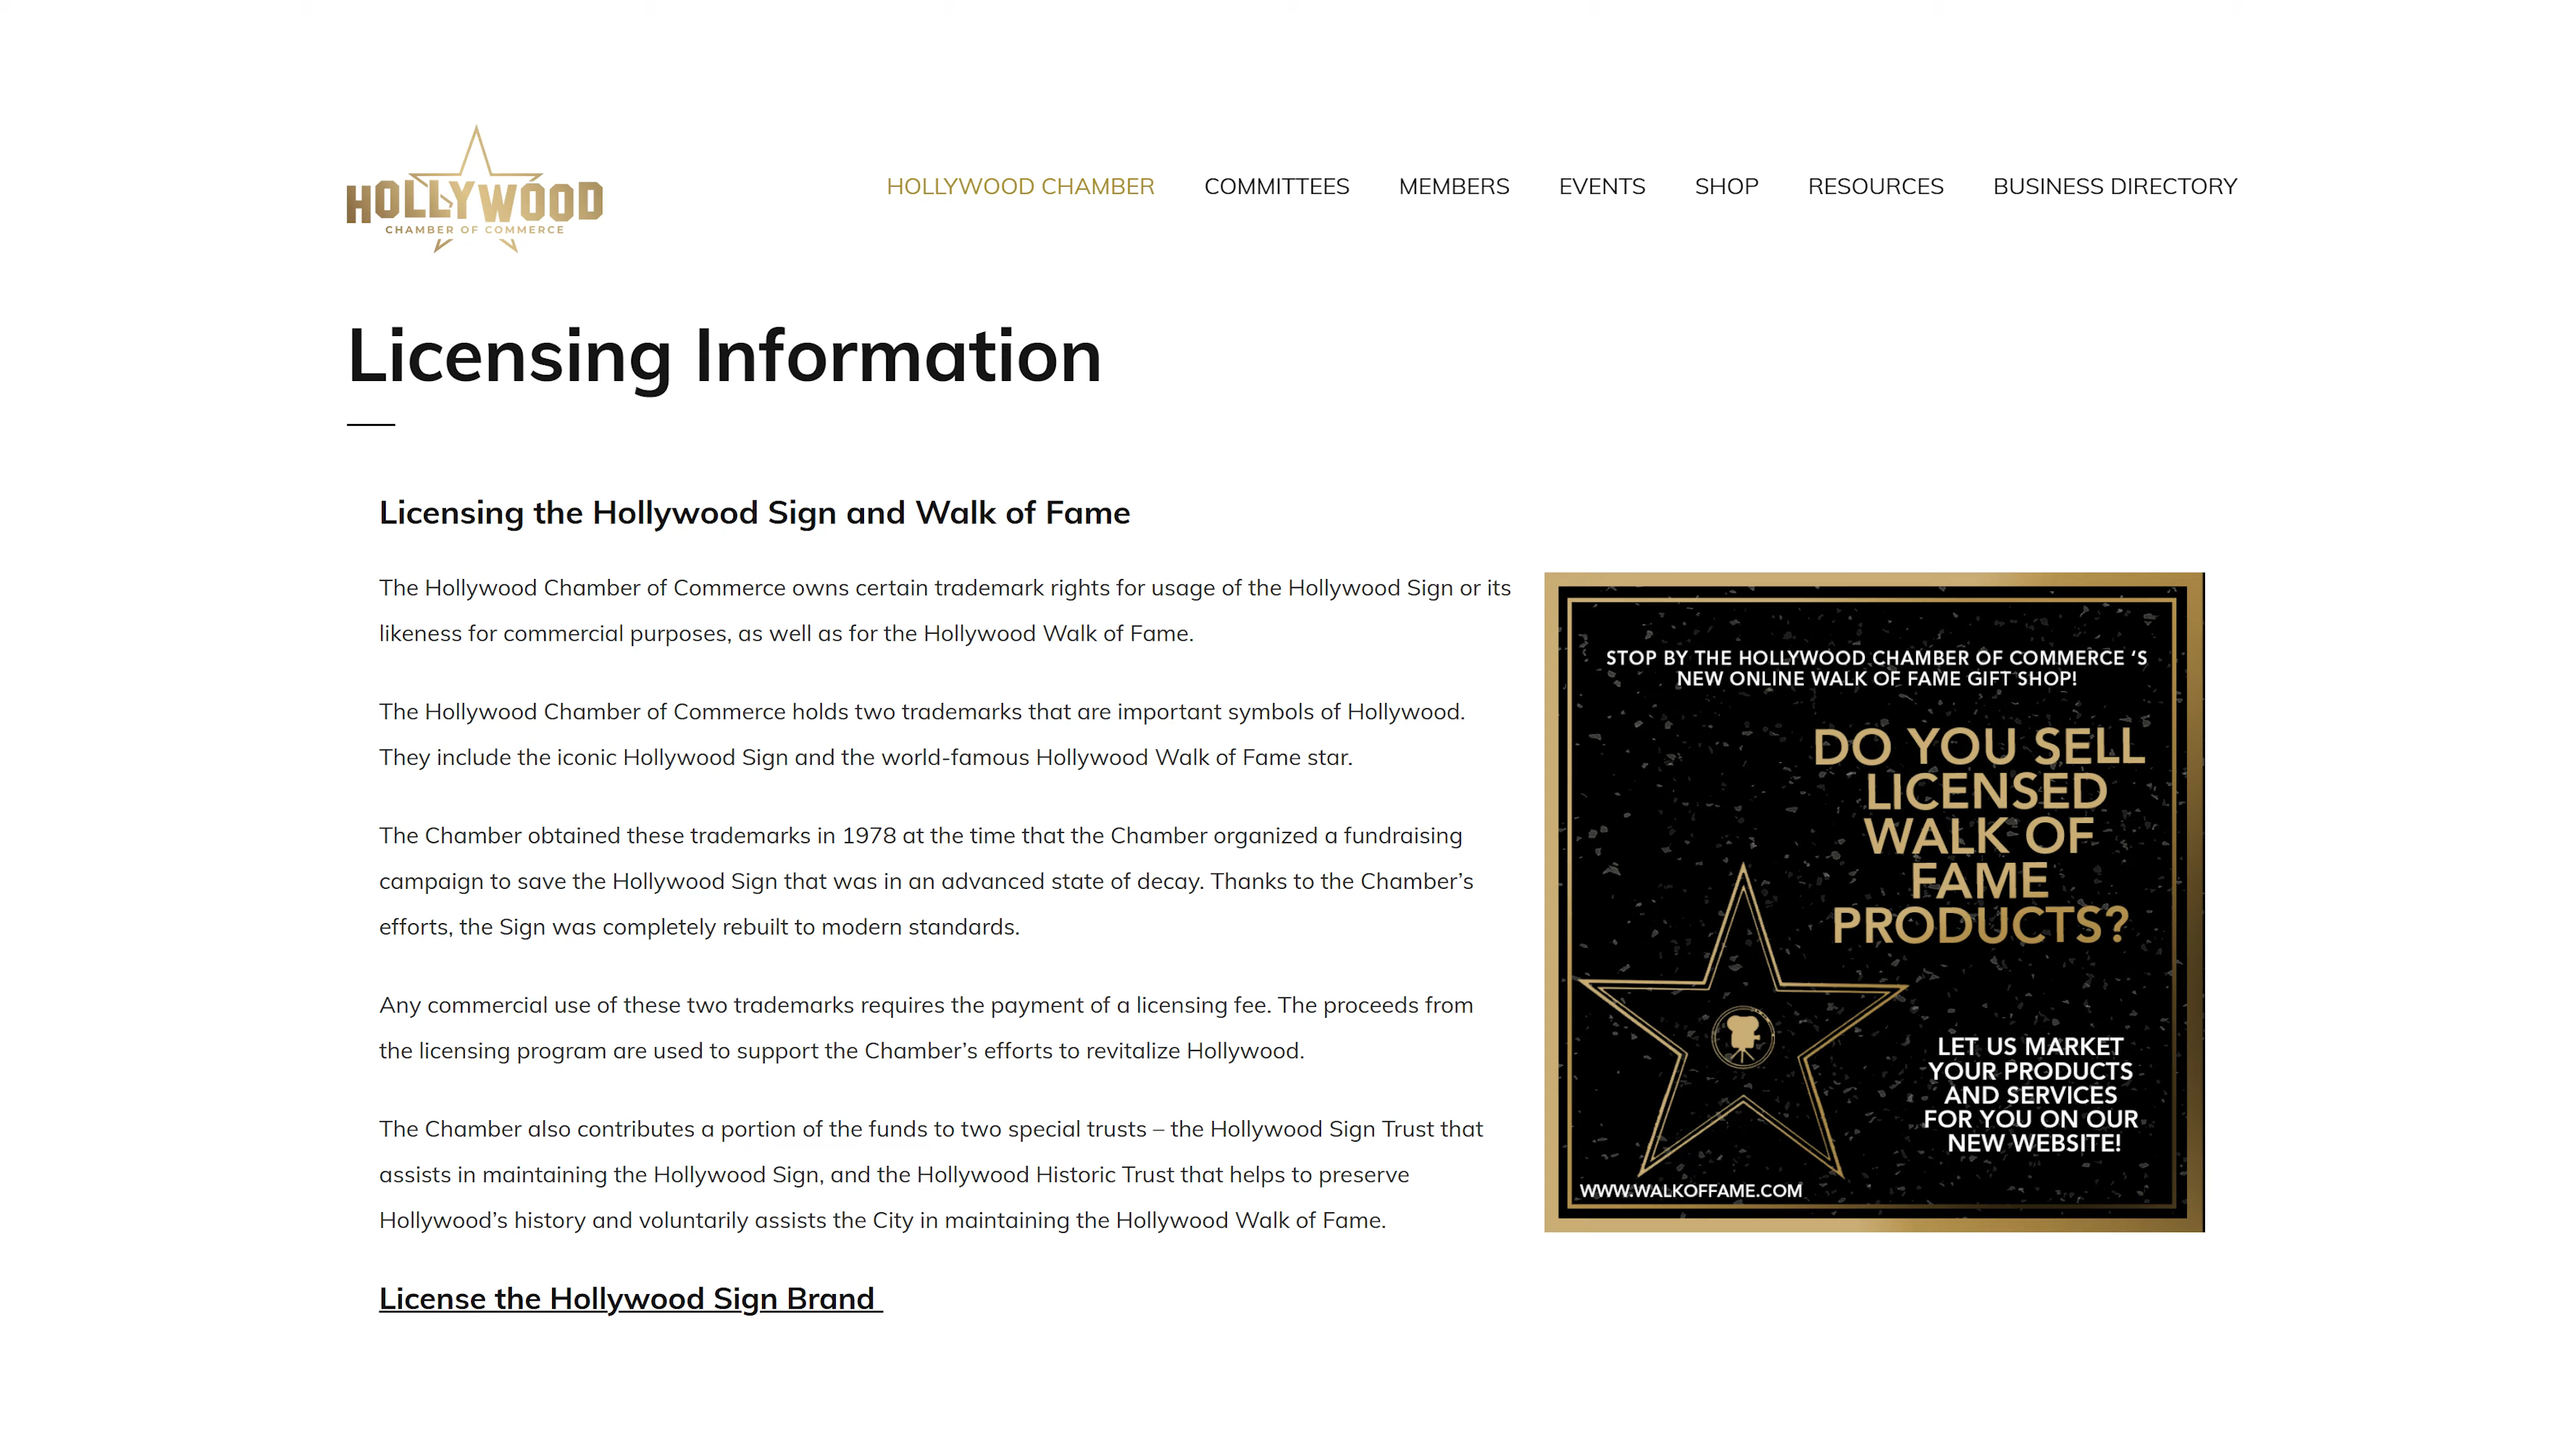 HOLLYWOOD
CHAMBER OF COMMERCE
HOLLYWOOD CHAMBER COMMITTEES MEMBERS EVENTS SHOP RESOURCES BUSINESS DIRECTORY
Licensing Information
Licensing the Hollywood Sign and Walk of Fame
The Hollywood Chamber of Commerce owns certain trademark rights for usage of the Hollywood Sign or its
likeness for commercial purposes, as well as for the Hollywood Walk of Fame.
The Hollywood Chamber of Commerce holds two trademarks that are important symbols of Hollywood.
They include the iconic Hollywood Sign and the world-famous Hollywood Walk of Fame star.
The Chamber obtained these trademarks in 1978 at the time that the Chamber organized a fundraising
campaign to save the Hollywood Sign that was in an advanced state of decay. Thanks to the Chamber’s
efforts, the Sign was completely rebuilt to modern standards.
Any commercial use of these two trademarks requires the payment of a licensing fee. The proceeds from
the licensing program are used to support the Chamber’s efforts to revitalize Hollywood.
The Chamber also contributes a portion of the funds to two special trusts – the Hollywood Sign Trust that
assists in maintaining the Hollywood Sign, and the Hollywood Historic Trust that helps to preserve
Hollywood’s history and voluntarily assists the City in maintaining the Hollywood Walk of Fame.
License the Hollywood Sign Brand
STOP BY THE HOLLYWOOD CHAMBER OF COMMERCE ‘S
NEW ONLINE WALK OF FAME GIFT SHOP!
DO YOU SELL
LICENSED
WALK OF
FAME
PRODUCTS?
LET US MARKET
YOUR PRODUCTS
AND SERVICES
FOR YOU ON OUR
NEW WEBSITE!
WWW.WALKOFFAME.COM